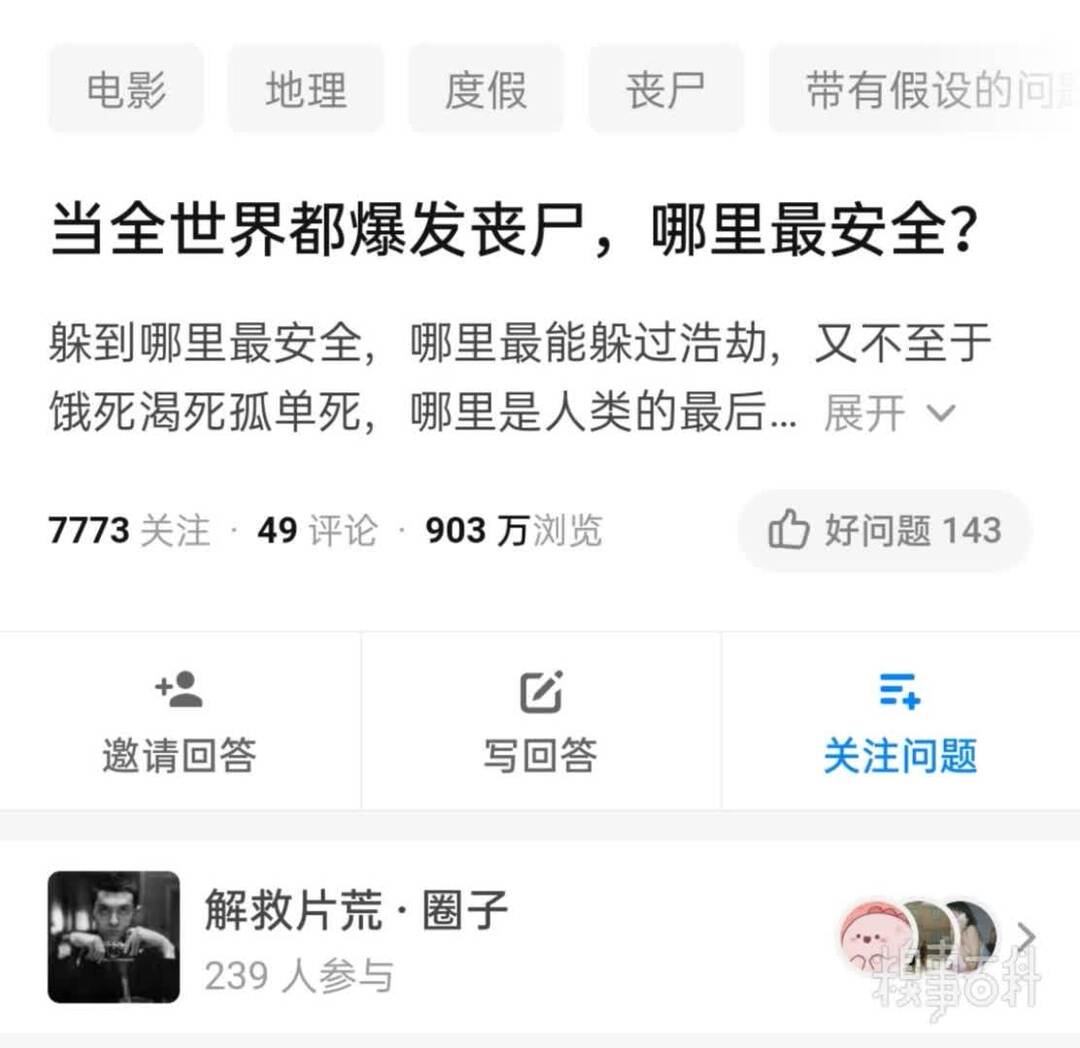 电影 地理 度假 丧尸 带有假设的问题
当全世界都爆发丧尸，哪里最安全？
躲到哪里最安全，哪里最能躲过浩劫，又不至于
饿死渴死孤单死，哪里是人类的最后... 展开
7773 关注 · 49 评论 · 903 万浏览 好问题 143
邀请回答 写回答 关注问题
解救片荒 · 圈子
239 人参与
糗事百科